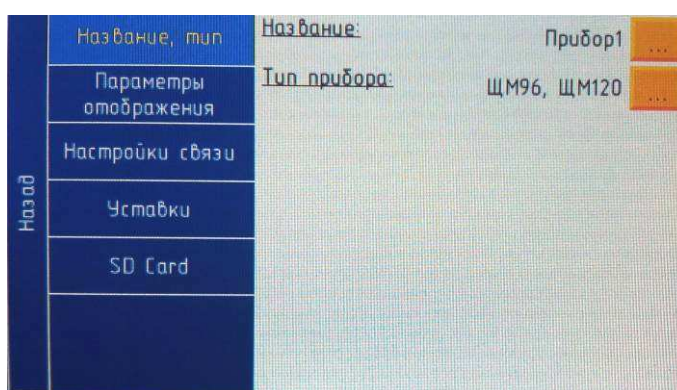 Назад
Название, тип
Параметры
отображения
Настройки связи
Уставки
SD Card
Название:
Прибор1
...
Тип прибора:
ЩМ96, ЩМ120
...